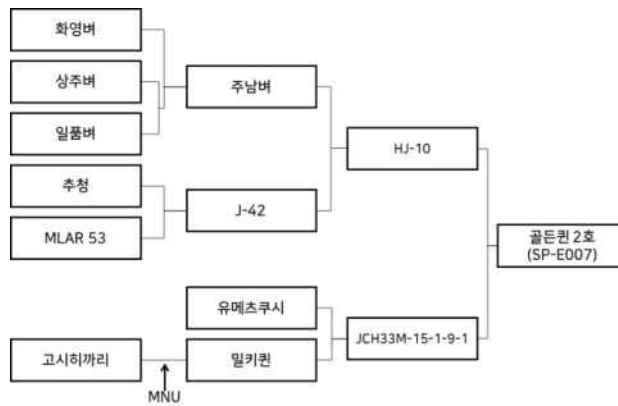 화영벼
상주벼
일품벼
추청
MLAR 53
주남벼
J-42
HJ-10
골든퀸 2호
(SP-E007)
유메츠쿠시
밀키퀸
JCH33M-15-1-9-1
고시히까리
MNU